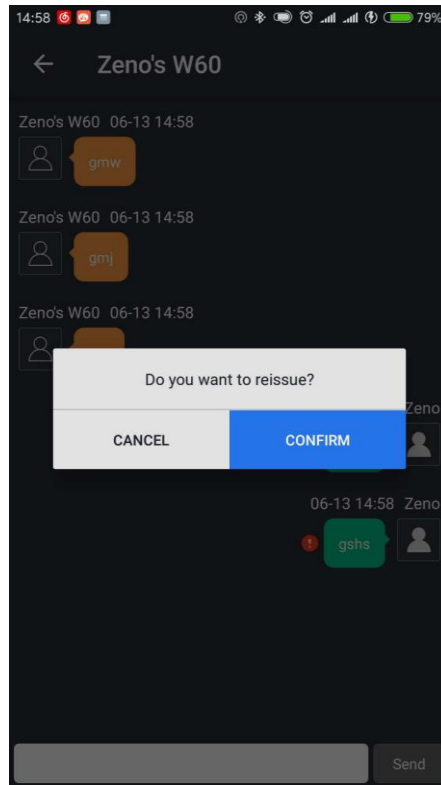 14:58 79%
Zeno's W60
Zeno's W60 06-13 14:58
gmw
Zeno's W60 06-13 14:58
gmj
Zeno's W60 06-13 14:58
Do you want to reissue?
Zeno
CANCEL CONFIRM
06-13 14:58 Zeno
gshs
Send